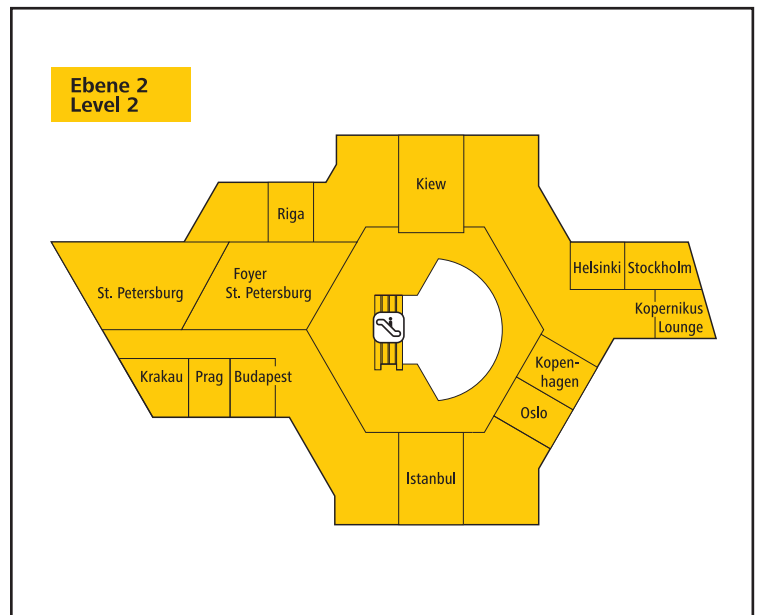 Ebene 2
Level 2
Kiew
Riga
Helsinki
Stockholm
Foyer
St. Petersburg
St. Petersburg
Kopernikus
Lounge
Kopen-
hagen
Krakau
Prag
Budapest
Oslo
Istanbul